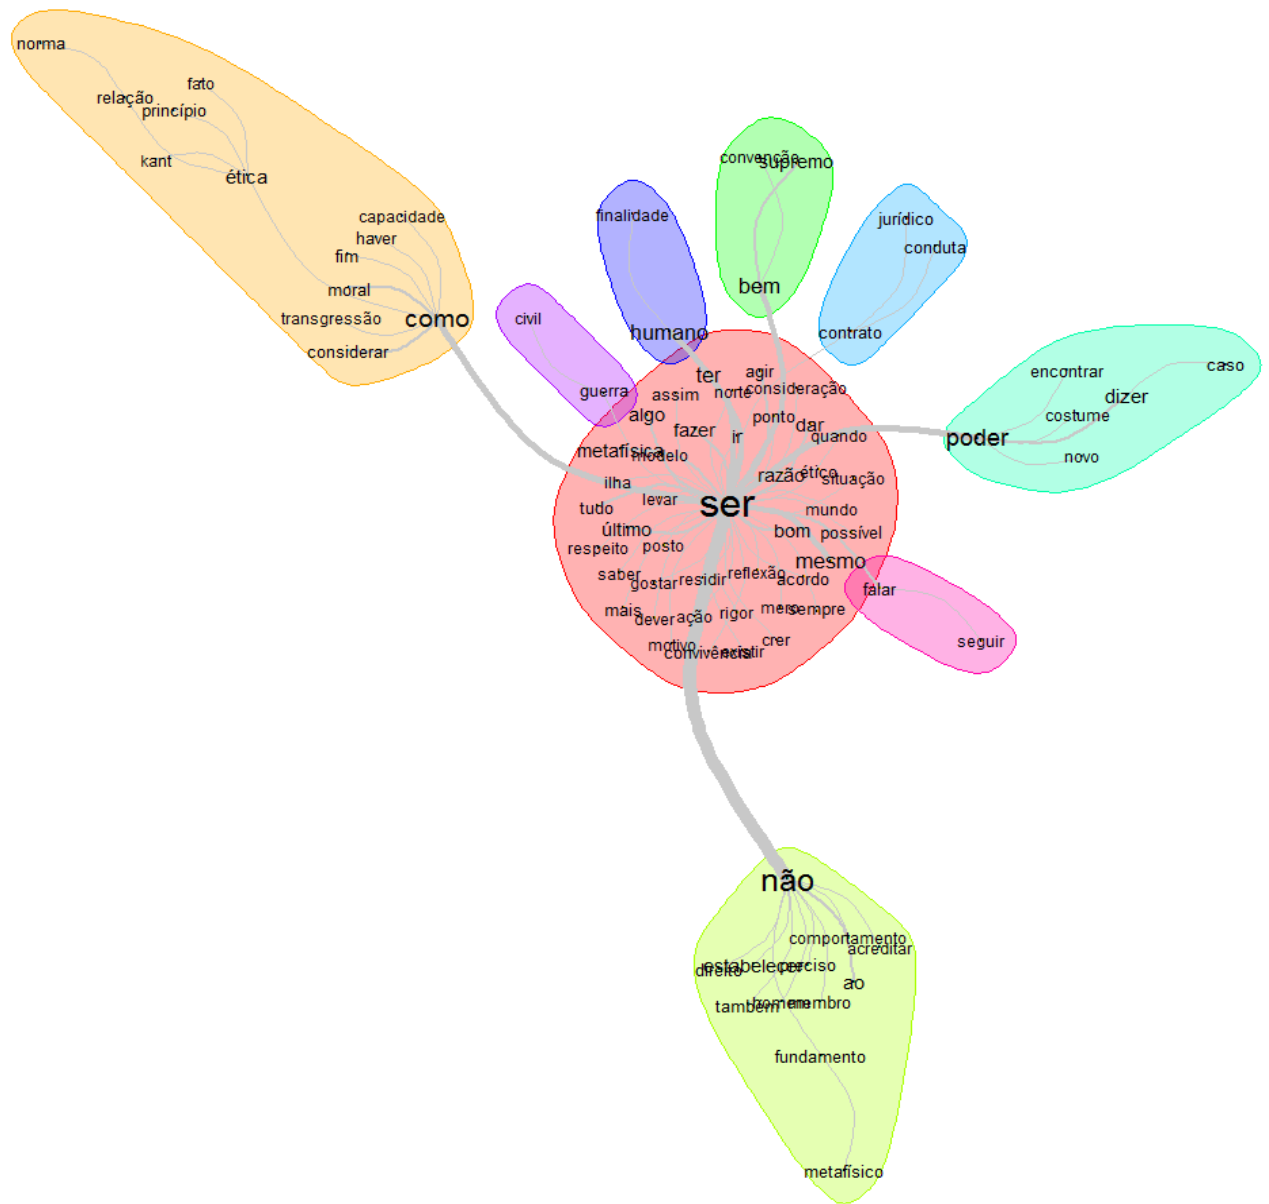 norma
fato
relação
princípio
kant
ética
capacidade
haver
fim
moral
transgressão
como
considerar
civil
guerra
finalidade
humano
convenção
supremo
bem
jurídico
conduta
contrato
encontrar
caso
dizer
costume
poder
novo
ter
agir
norte
consideração
assim
algo
ponto
dar
fazer
ir
quando
metafísica
modelo
razão
ético
situação
ilha
levar
ser
tudo
mundo
último
bom
possível
respeito
posto
mesmo
saber
gostar
residir
reflexão
acordo
falar
mais
dever
ação
rigor
mero
sempre
motivo
convivência
existir
crer
seguir
não
comportamento
acreditar
direito
estabelecer
preciso
ao
também
homem
membro
fundamento
metafísico